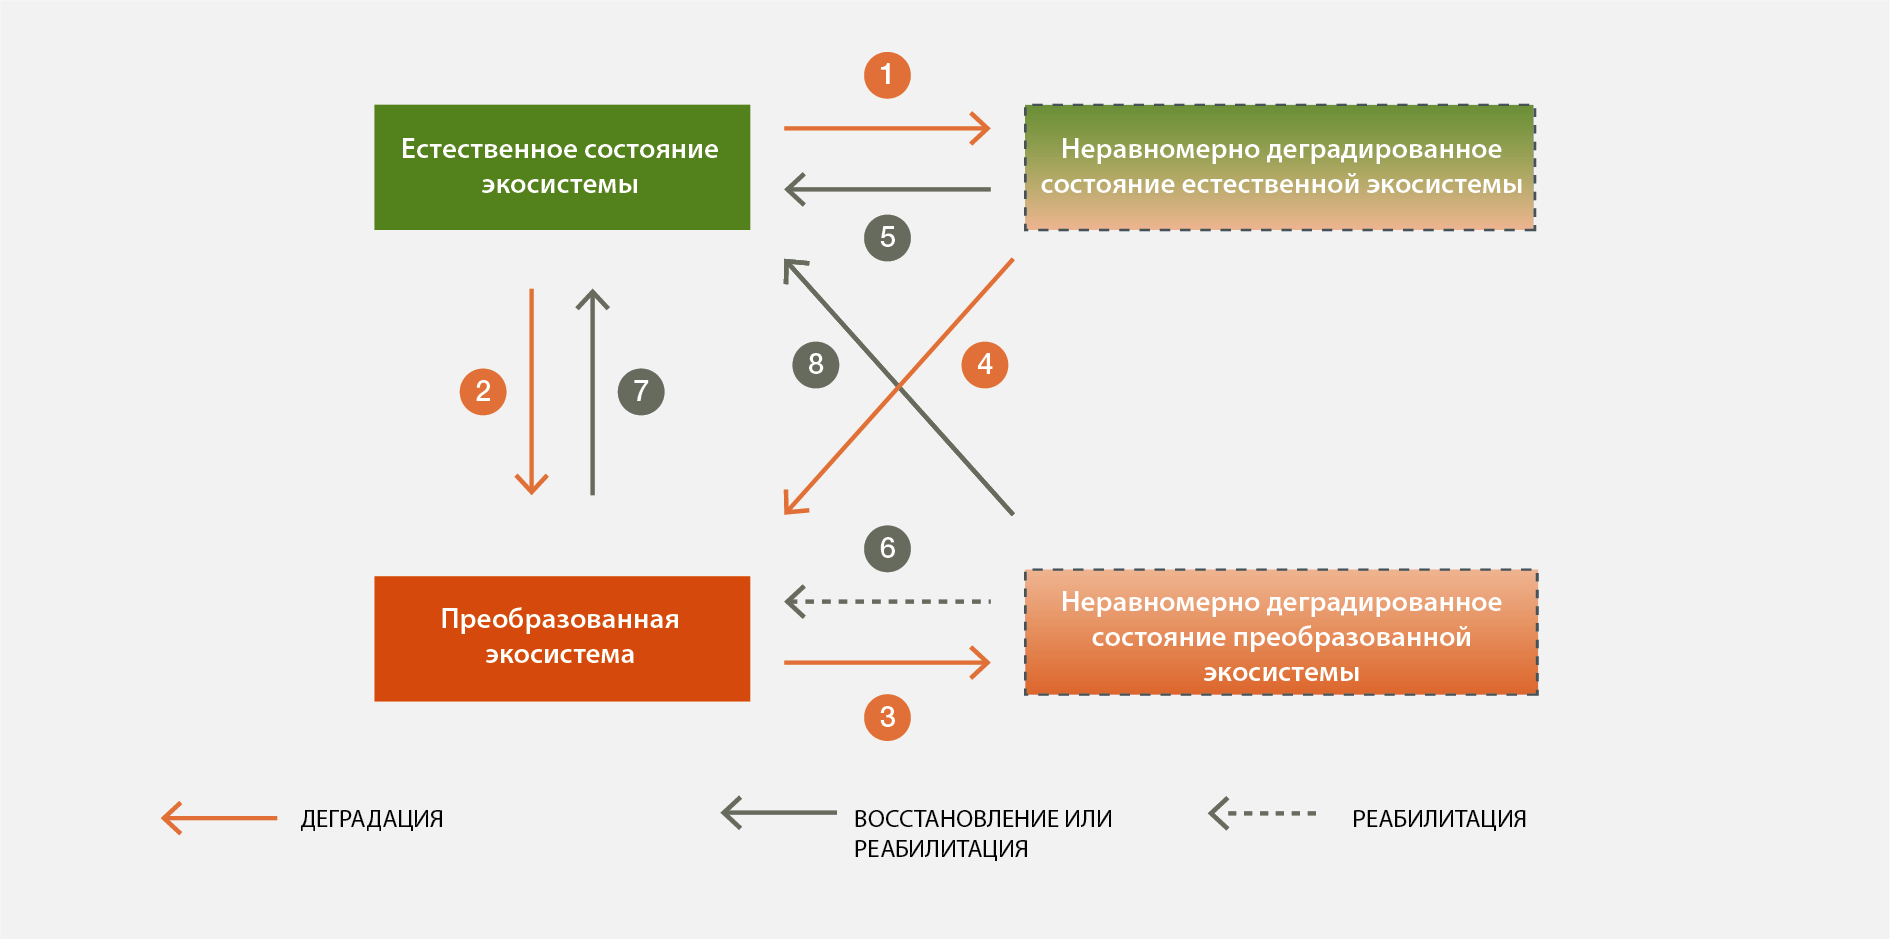 1
Естественное состояние
экосистемы
Неравномерно деградированное
состояние естественной экосистемы
5
2
7
8
4
6
Преобразованная
экосистема
Неравномерно деградированное
состояние преобразованной
экосистемы
3
ДЕГРАДАЦИЯ
ВОССТАНОВЛЕНИЕ ИЛИ
РЕАБИЛИТАЦИЯ
РЕАБИЛИТАЦИЯ